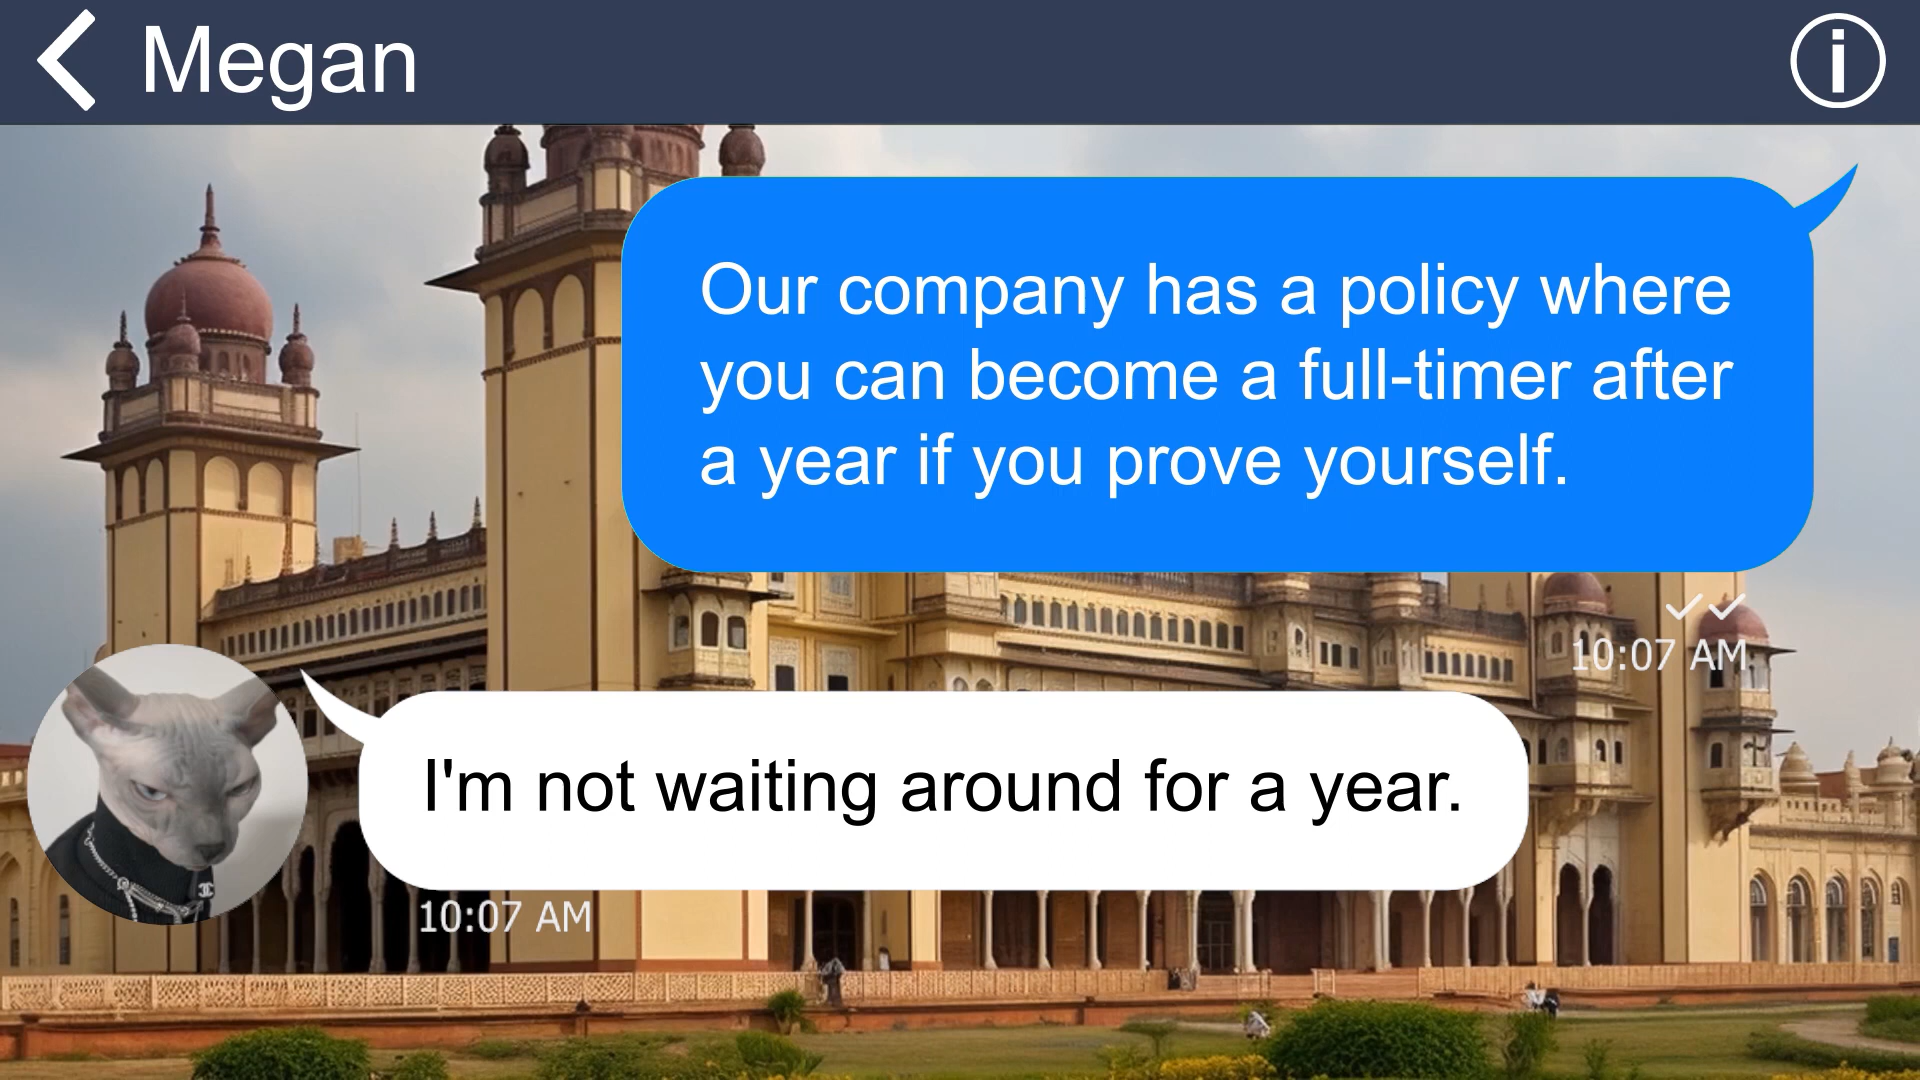 Megan
Our company has a policy where
you can become a full-timer after
a year if you prove yourself.
10:07 AM
I'm not waiting around for a year.
10:07 AM